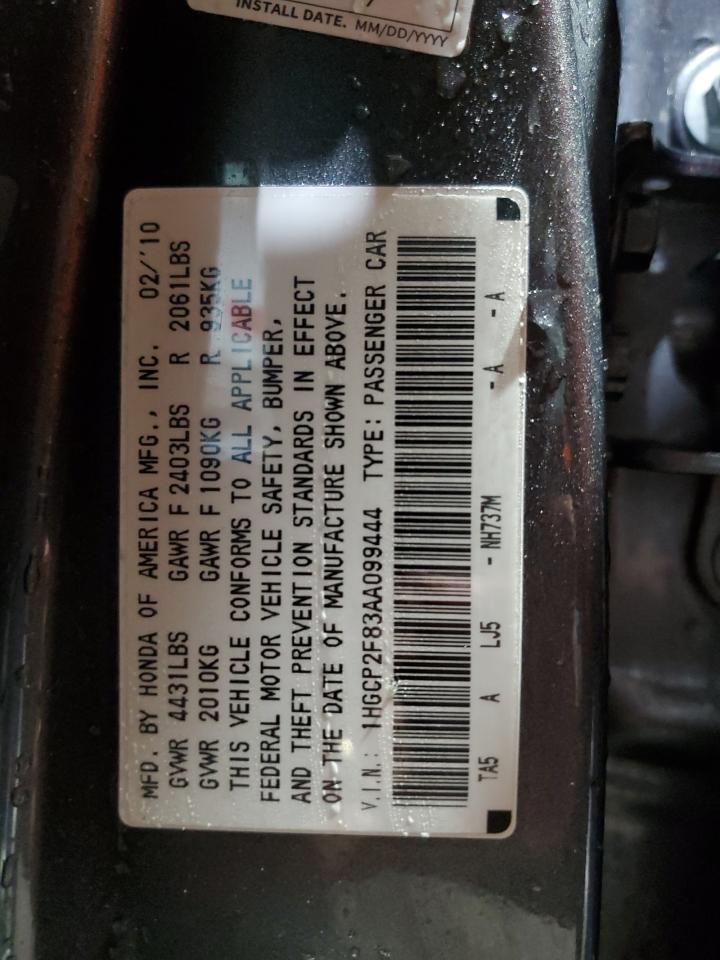 INSTALL DATE. MM/DD/YYYY
MFD. BY HONDA OF AMERICA MFG., INC. 02/'10
GVWR 4431LBS GAWR F 2403LBS R 2061LBS
GVWR 2010KG GAWR F 1090KG R 935KG
THIS VEHICLE CONFORMS TO ALL APPLICABLE
FEDERAL MOTOR VEHICLE SAFETY, BUMPER,
AND THEFT PREVENTION STANDARDS IN EFFECT
ON THE DATE OF MANUFACTURE SHOWN ABOVE.
V.I.N.: 1HGCP2F83AA099444 TYPE: PASSENGER CAR
TA5 A LJ5 - NH737M - A - A